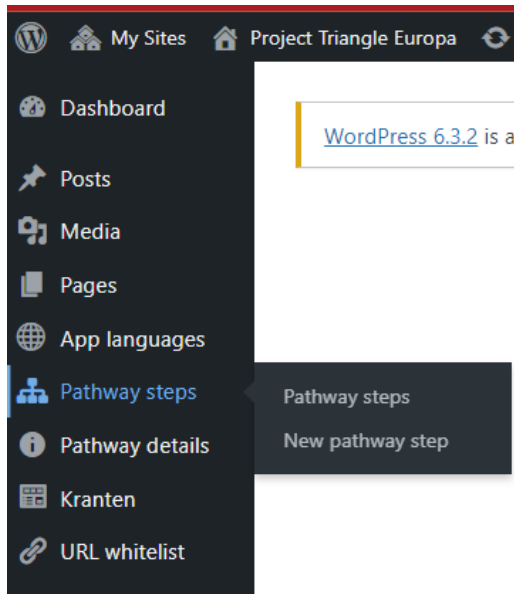 My Sites Project Triangle Europa
Dashboard
WordPress 6.3.2 is a
Posts
Media
Pages
App languages
Pathway steps
Pathway steps
New pathway step
Pathway details
Kranten
URL whitelist